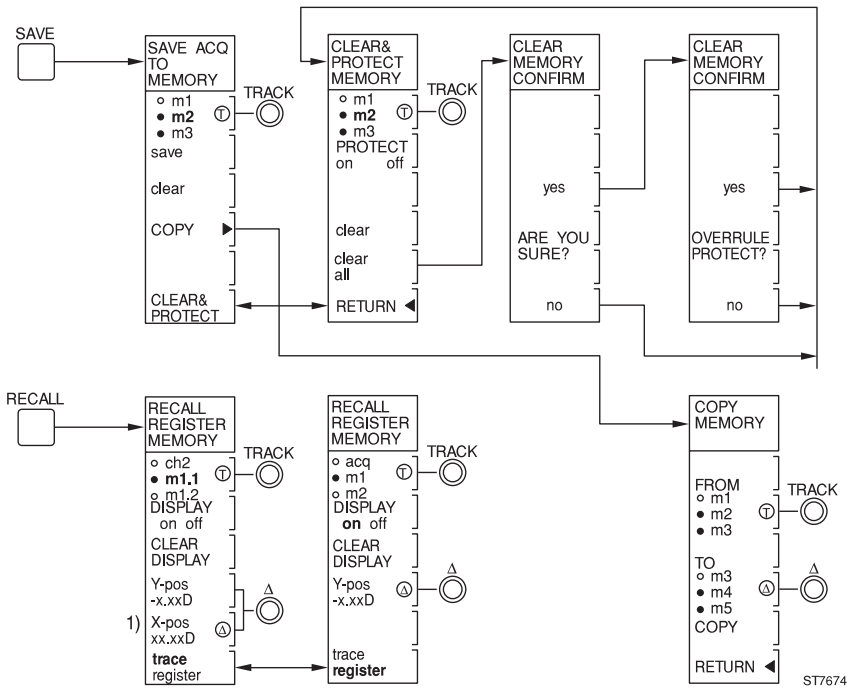 SAVE
SAVE ACQ
TO
MEMORY
m1
m2
m3
T
TRACK
save
clear
COPY
CLEAR&
PROTECT
CLEAR&
PROTECT
MEMORY
m1
m2
m3
T
TRACK
PROTECT
on off
clear
clear
all
RETURN
CLEAR
MEMORY
CONFIRM
yes
ARE YOU
SURE?
no
CLEAR
MEMORY
CONFIRM
yes
OVERRULE
PROTECT?
no
RECALL
RECALL
REGISTER
MEMORY
ch2
m1.1
m1.2
T
TRACK
DISPLAY
on off
CLEAR
DISPLAY
Y-pos
-x.xxD
Δ
1) X-pos
xx.xxD
Δ
trace
register
RECALL
REGISTER
MEMORY
acq
m1
m2
T
TRACK
DISPLAY
on off
CLEAR
DISPLAY
Y-pos
-x.xxD
Δ
Δ
trace
register
COPY
MEMORY
FROM
m1
m2
m3
T
TRACK
TO
m3
m4
m5
Δ
Δ
COPY
RETURN
ST7674